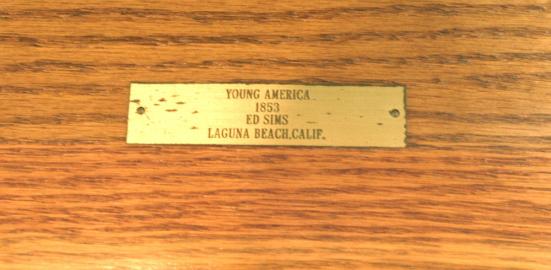 YOUNG AMERICA
1853
ED SIMS
LAGUNA BEACH,CALIF.